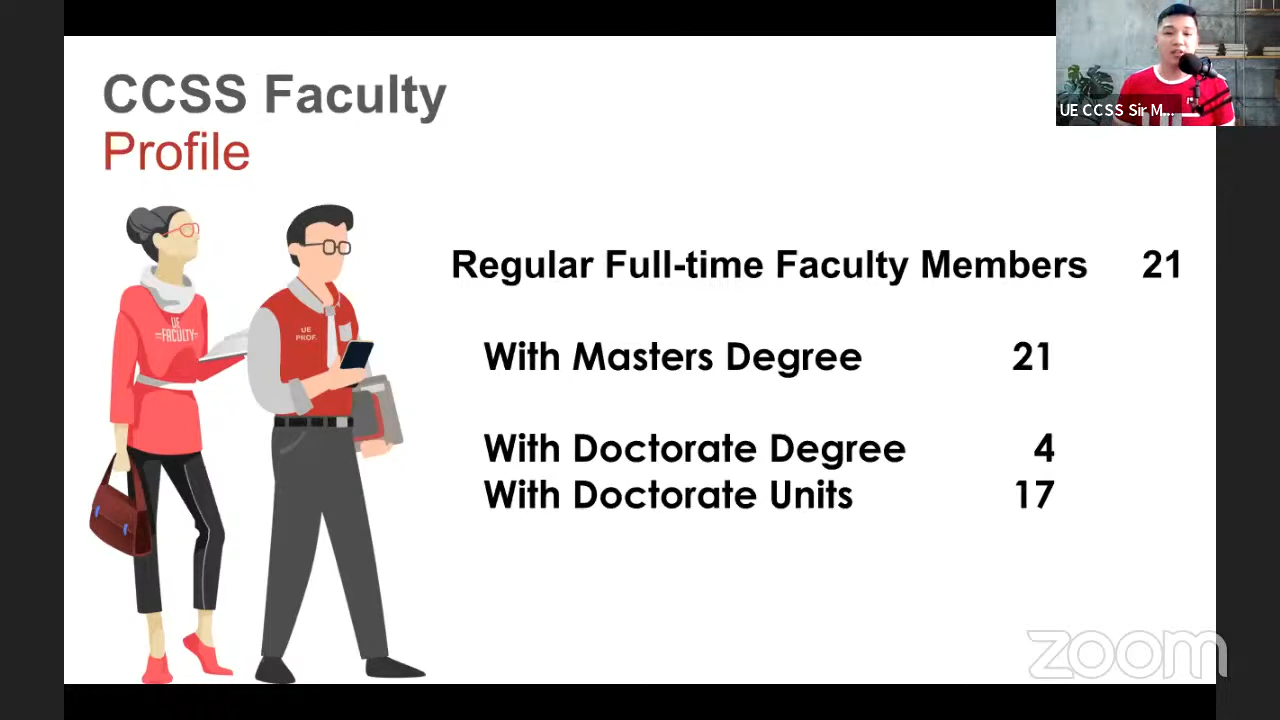 CCSS Faculty
Profile
UE CCSS Sir M...
Regular Full-time Faculty Members 21
With Masters Degree 21
With Doctorate Degree 4
With Doctorate Units 17
UE
FACULTY
UE
PROF.
zoom